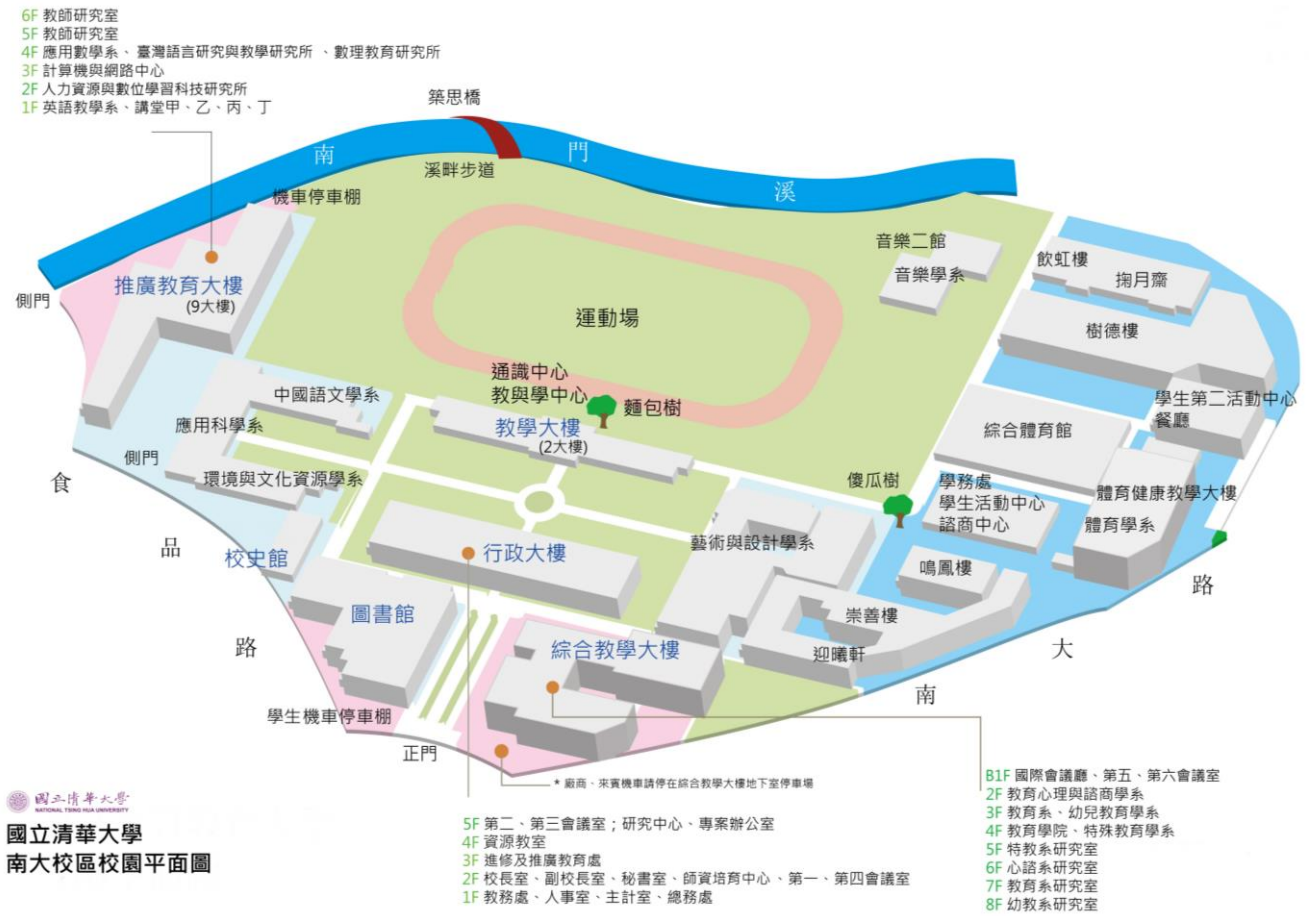 6F 教師研究室
5F 教師研究室
4F 應用數學系、臺灣語言研究與教學研究所 、數理教育研究所
3F 計算機與網路中心
2F 人力資源與數位學習科技研究所
1F 英語教學系、講堂甲、乙、丙、丁
築思橋
南門溪
溪畔步道
機車停車棚
側門
推廣教育大樓
(9大樓)
運動場
音樂二館
音樂學系
飲虹樓
掬月齋
樹德樓
通識中心
教與學中心
麵包樹
中國語文學系
教學大樓
(2大樓)
應用科學系
側門
環境與文化資源學系
綜合體育館
學生第二活動中心
餐廳
傻瓜樹
學務處
學生活動中心
諮商中心
體育健康教學大樓
體育學系
食品路
校史館
行政大樓
藝術與設計學系
鳴鳳樓
圖書館
崇善樓
綜合教學大樓
迎曦軒
南大路
學生機車停車棚
正門
* 廠商、來賓機車請停在綜合教學大樓地下室停車場
5F 第二、第三會議室；研究中心、專案辦公室
4F 資源教室
3F 進修及推廣教育處
2F 校長室、副校長室、秘書室、師資培育中心、第一、第四會議室
1F 教務處、人事室、主計室、總務處
B1F 國際會議廳、第五、第六會議室
2F 教育心理與諮商學系
3F 教育系、幼兒教育學系
4F 教育學院、特殊教育學系
5F 特教系研究室
6F 心諮系研究室
7F 教育系研究室
8F 幼教系研究室
國立清華大學
NATIONAL TSING HUA UNIVERSITY
國立清華大學
南大校區校園平面圖